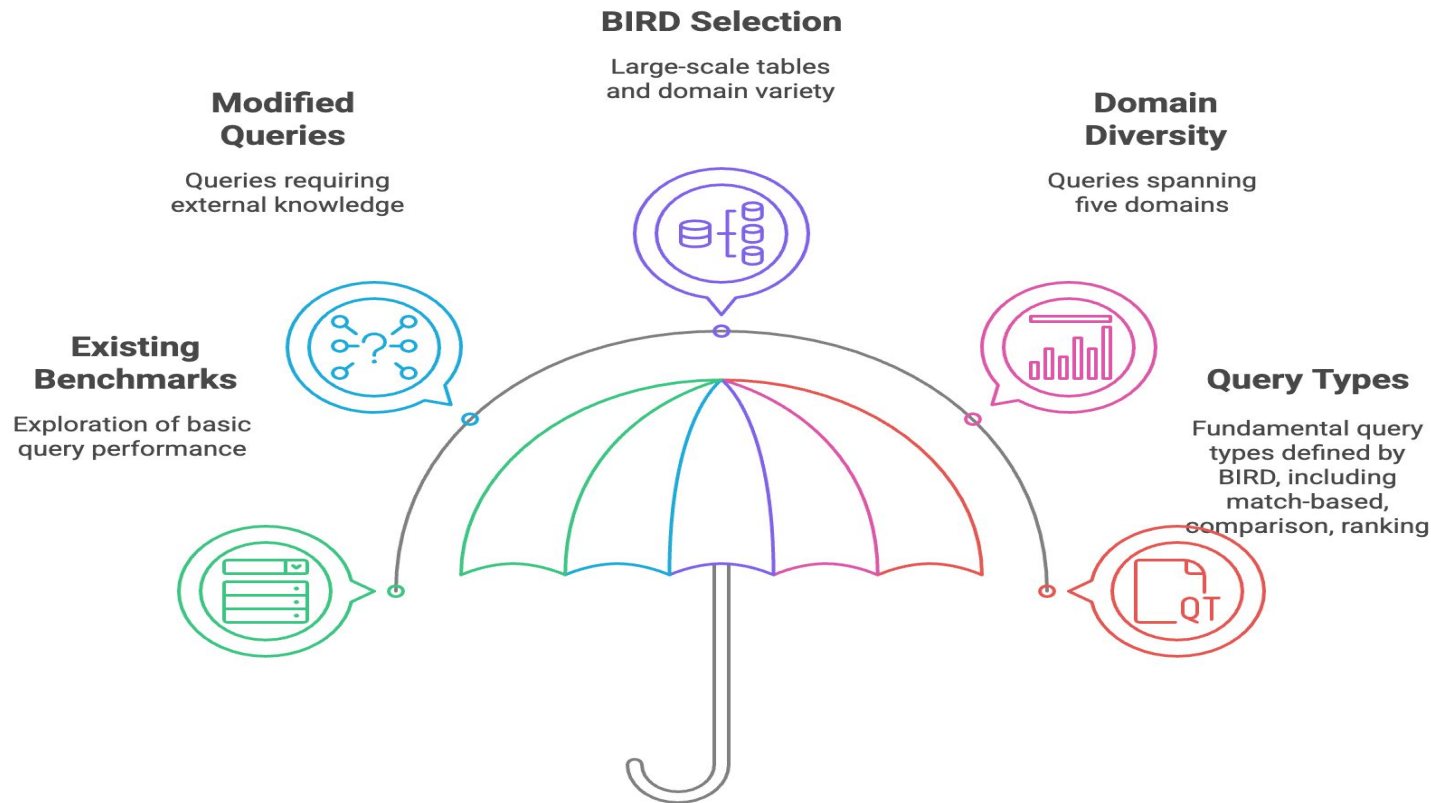 BIRD Selection
Large-scale tables
and domain variety
Modified
Queries
Queries requiring
external knowledge
Domain
Diversity
Queries spanning
five domains
Existing
Benchmarks
Exploration of basic
query performance
Query Types
Fundamental query
types defined by
BIRD, including
match-based,
comparison, ranking
?
QT